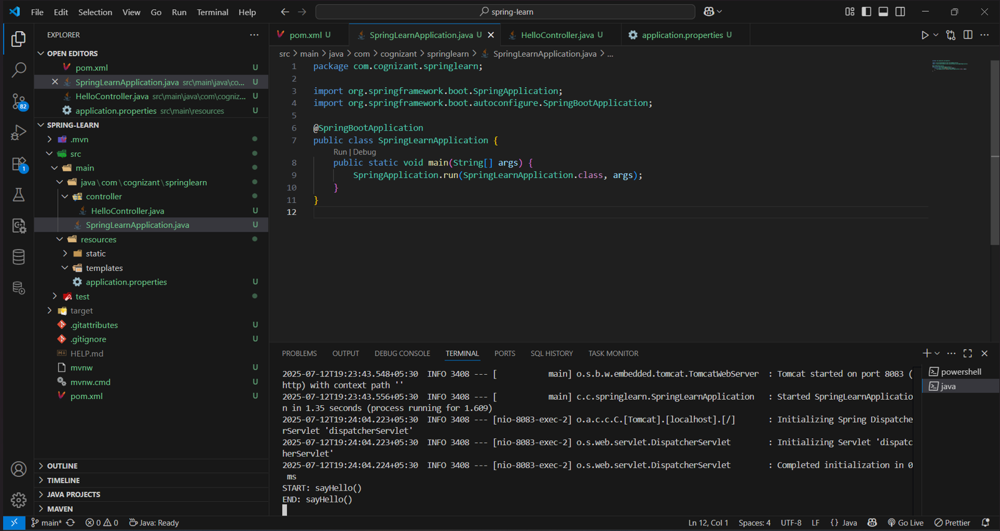 File Edit Selection View Go Run Terminal Help
spring-learn
EXPLORER
OPEN EDITORS
pom.xml U
SpringLearnApplication.java src\main\java\co... U
HelloController.java src\main\java\com\cogniz... U
application.properties src\main\resources U
82
1
SPRING-LEARN
.mvn
src
main
java\com\cognizant\springlearn
controller
HelloController.java U
SpringLearnApplication.java U
resources
static
templates
application.properties U
test
target
.gitattributes U
.gitignore U
HELP.md
mvnw U
mvnw.cmd U
pom.xml U
OUTLINE
TIMELINE
JAVA PROJECTS
MAVEN
pom.xml U SpringLearnApplication.java U HelloController.java U application.properties U
src > main > java > com > cognizant > springlearn > SpringLearnApplication.java > ...
1 package com.cognizant.springlearn;
2
3 import org.springframework.boot.SpringApplication;
4 import org.springframework.boot.autoconfigure.SpringBootApplication;
5
6 @SpringBootApplication
7 public class SpringLearnApplication {
Run | Debug
8 public static void main(String[] args) {
9 SpringApplication.run(SpringLearnApplication.class, args);
10 }
11 }
12
PROBLEMS OUTPUT DEBUG CONSOLE TERMINAL PORTS SQL HISTORY TASK MONITOR
2025-07-12T19:23:43.548+05:30 INFO 3408 --- [ main] o.s.b.w.embedded.tomcat.TomcatWebServer : Tomcat started on port 8083 (
http) with context path ''
2025-07-12T19:23:43.556+05:30 INFO 3408 --- [ main] c.c.springlearn.SpringLearnApplication : Started SpringLearnApplicatio
n in 1.35 seconds (process running for 1.609)
2025-07-12T19:24:04.223+05:30 INFO 3408 --- [nio-8083-exec-2] o.a.c.c.C.[Tomcat].[localhost].[/] : Initializing Spring Dispatche
rServlet 'dispatcherServlet'
2025-07-12T19:24:04.223+05:30 INFO 3408 --- [nio-8083-exec-2] o.s.web.servlet.DispatcherServlet : Initializing Servlet 'dispatc
herServlet'
2025-07-12T19:24:04.224+05:30 INFO 3408 --- [nio-8083-exec-2] o.s.web.servlet.DispatcherServlet : Completed initialization in 0
ms
START: sayHello()
END: sayHello()
powershell
java
main* 0 0 Java: Ready
Ln 12, Col 1 Spaces: 4 UTF-8 LF {} Java Go Live Prettier